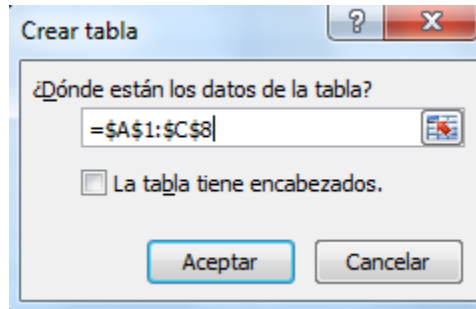 Crear tabla
¿Dónde están los datos de la tabla?
=$A$1:$C$8
La tabla tiene encabezados.
Aceptar Cancelar